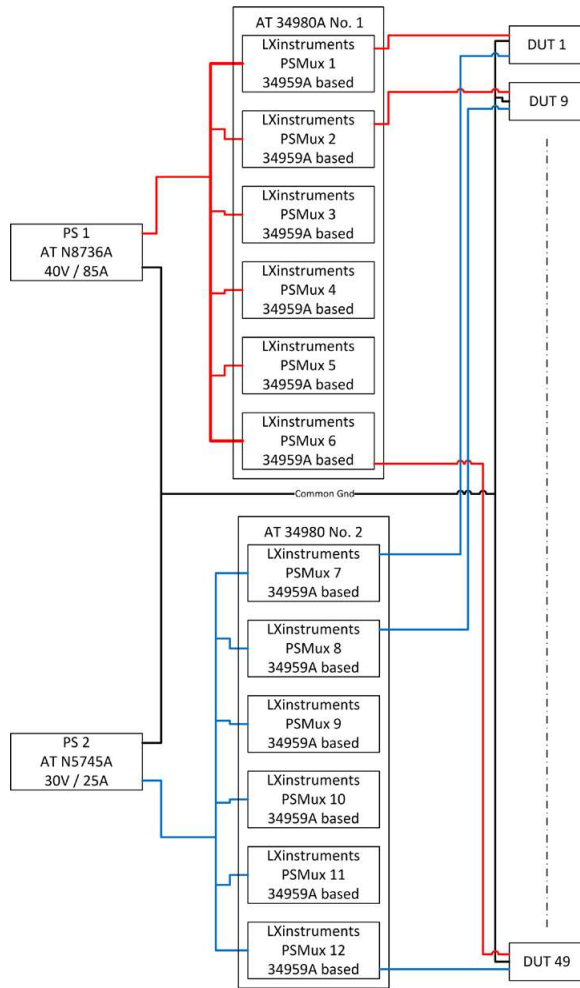 AT 34980A No. 1
LXinstruments
PSMux 1
34959A based
LXinstruments
PSMux 2
34959A based
LXinstruments
PSMux 3
34959A based
LXinstruments
PSMux 4
34959A based
LXinstruments
PSMux 5
34959A based
LXinstruments
PSMux 6
34959A based
DUT 1
DUT 9
PS 1
AT N8736A
40V / 85A
Common Gnd
AT 34980 No. 2
LXinstruments
PSMux 7
34959A based
LXinstruments
PSMux 8
34959A based
LXinstruments
PSMux 9
34959A based
LXinstruments
PSMux 10
34959A based
LXinstruments
PSMux 11
34959A based
LXinstruments
PSMux 12
34959A based
PS 2
AT N5745A
30V / 25A
DUT 49